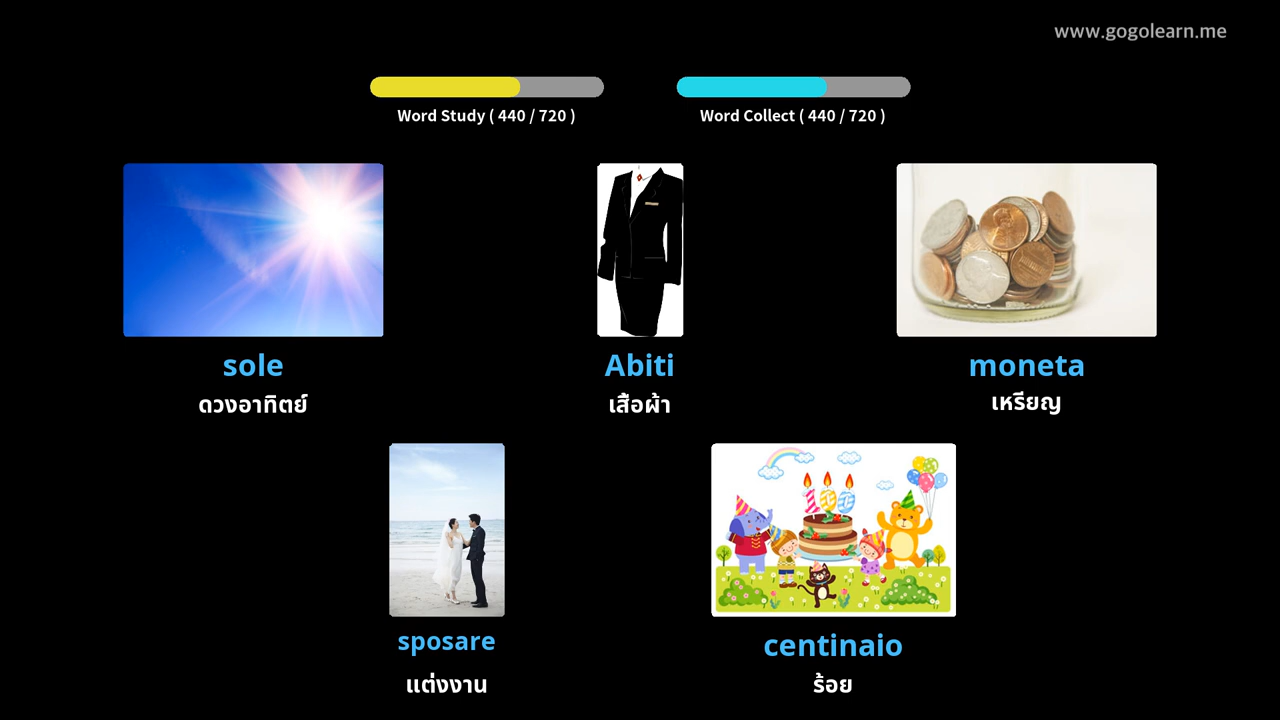 www.gogolearn.me
Word Study ( 440 / 720 )
Word Collect ( 440 / 720 )
sole
ดวงอาทิตย์
Abiti
เสื้อผ้า
moneta
เหรียญ
100
sposare
แต่งงาน
centinaio
ร้อย